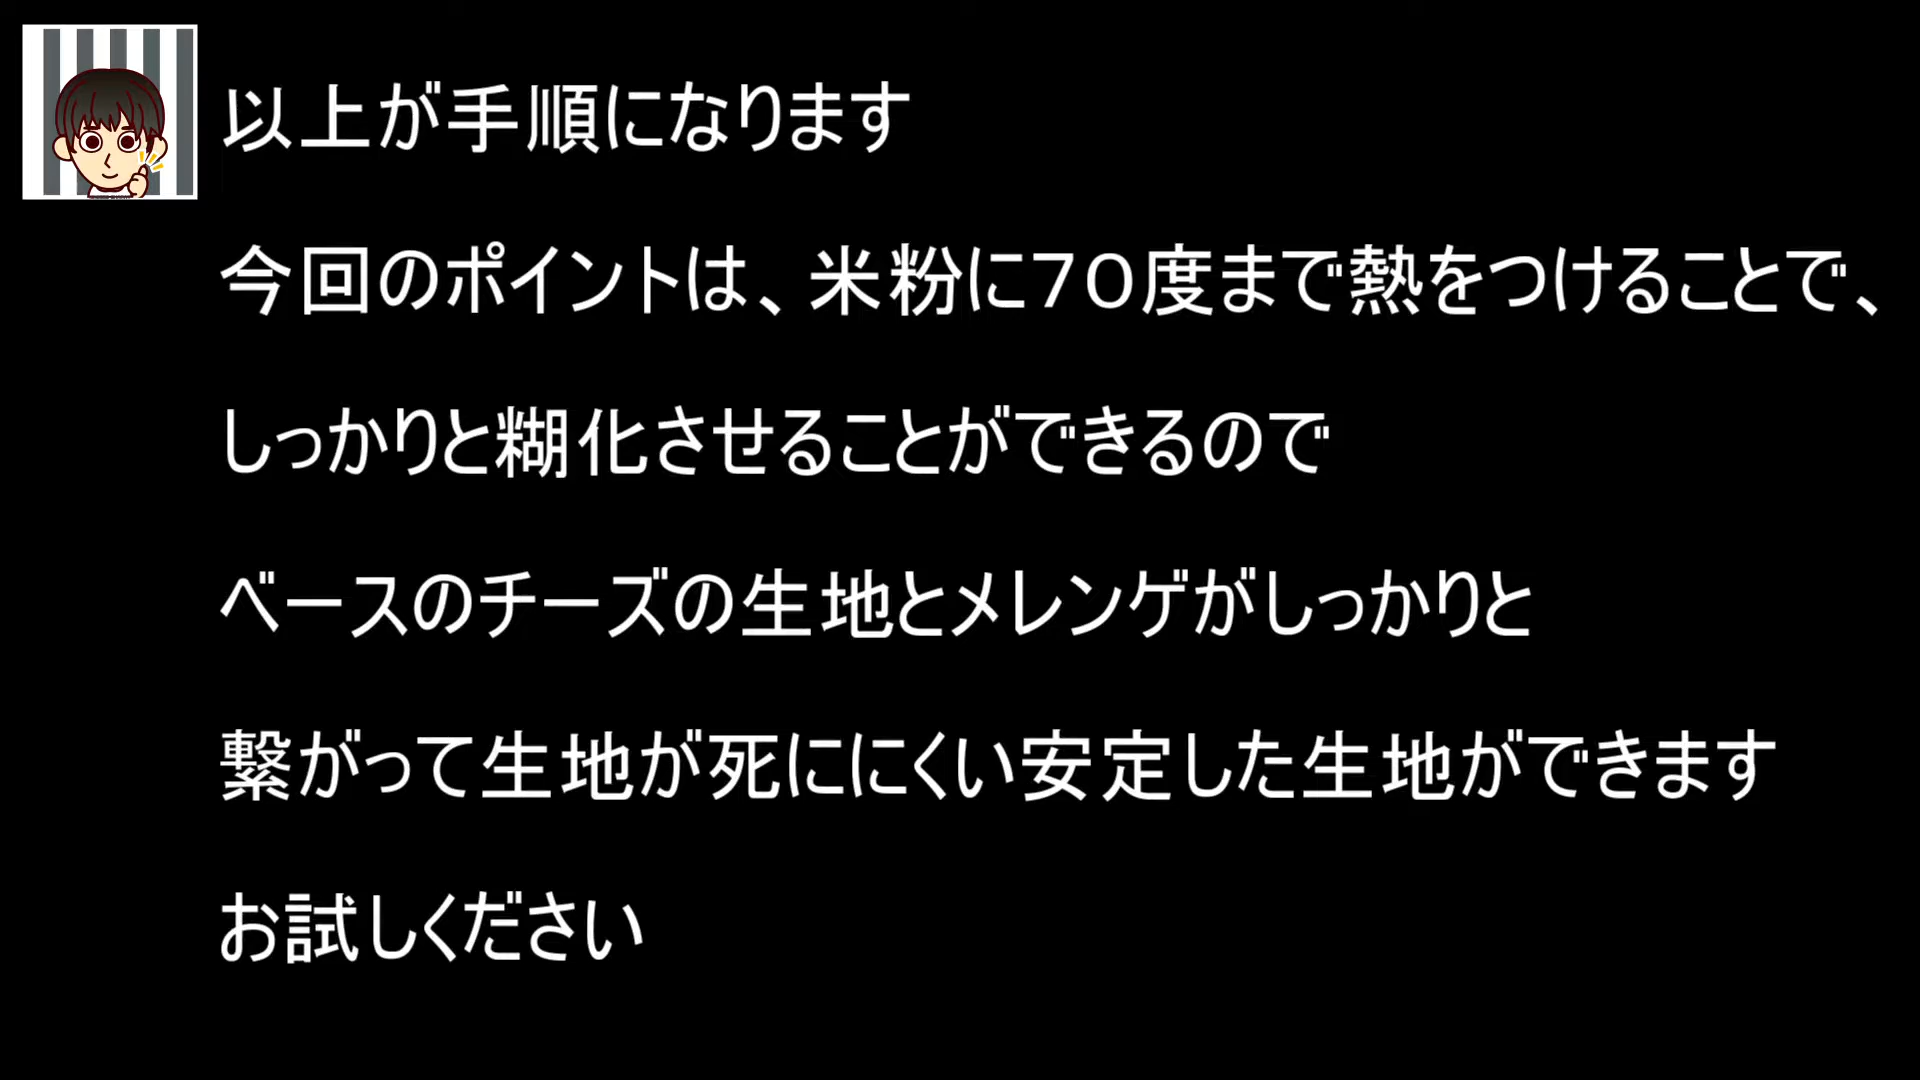 以上が手順になります
今回のポイントは、米粉に７０度まで熱をつけることで、
しっかりと糊化させることができるので
ベースのチーズの生地とメレンゲがしっかりと
繋がって生地が死ににくい安定した生地ができます
お試しください